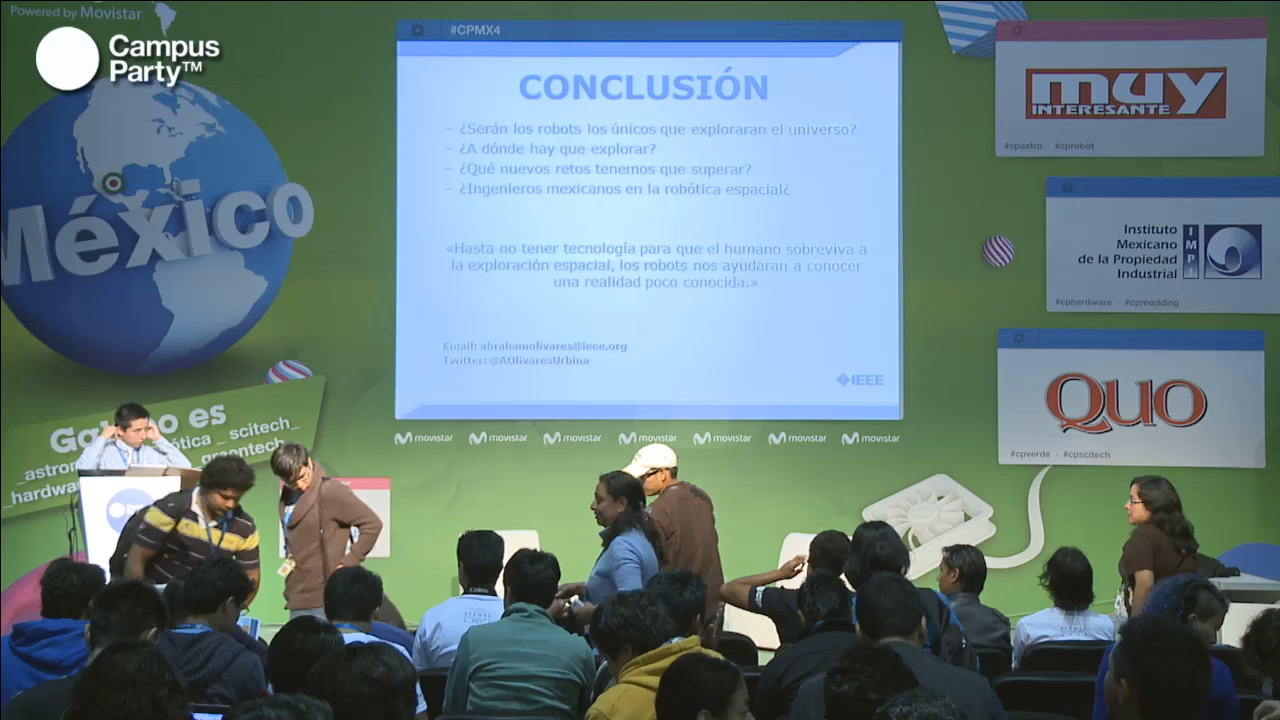 Powered by Movistar
Campus
Party™
México
es
_ scitech_
_astro
greentech_
_hardwa
#CPMX4
CONCLUSIÓN
– ¿Serán los robots los únicos que exploraran el universo?
– ¿A dónde hay que explorar?
– ¿Qué nuevos retos tenemos que superar?
– ¿Ingenieros mexicanos en la robótica espacial¿
«Hasta no tener tecnología para que el humano sobreviva a
la exploración espacial, los robots nos ayudaran a conocer
una realidad poco conocida.»
Email: abrahamolivares@ieee.org
Twitter: @AOlivaresUrbina
IEEE
movistar movistar movistar movistar movistar movistar movistar
muy
INTERESANTE
#cpastro · #cprobot
Instituto
Mexicano
de la Propiedad
Industrial
IMPI
#cphardware · #cpmodding
Quo
#cpverde · #cpscitech